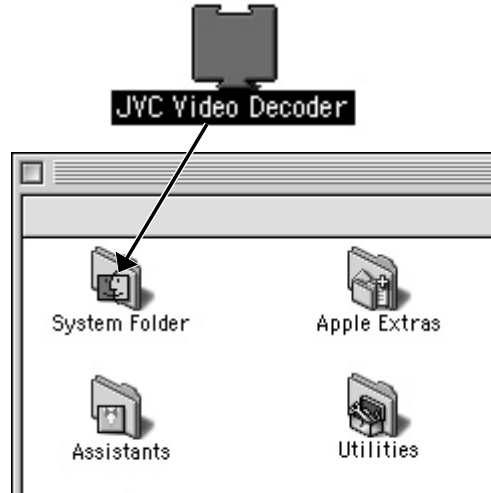 JVC Video Decoder
System Folder
Apple Extras
Assistants
Utilities